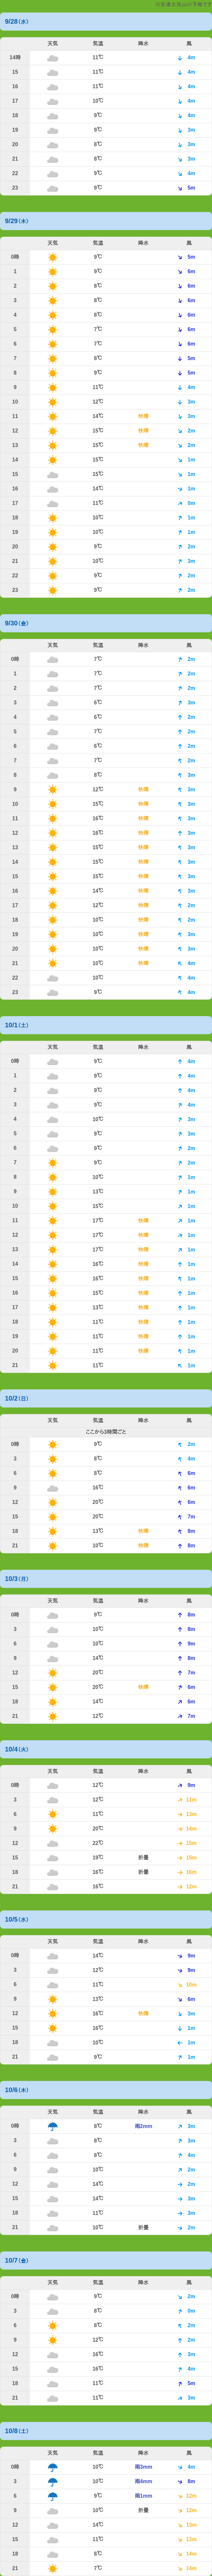 ※安達太良山の予報です
9/28(水)
天気 気温 降水 風
14時 11℃ 4m
15 11℃ 4m
16 11℃ 4m
17 10℃ 4m
18 9℃ 4m
19 9℃ 3m
20 8℃ 3m
21 8℃ 3m
22 9℃ 4m
23 9℃ 5m
9/29(木)
天気 気温 降水 風
0時 9℃ 5m
1 9℃ 6m
2 8℃ 6m
3 8℃ 6m
4 8℃ 6m
5 7℃ 6m
6 7℃ 6m
7 8℃ 5m
8 9℃ 5m
9 11℃ 4m
10 12℃ 3m
11 14℃ 快晴 3m
12 15℃ 快晴 2m
13 15℃ 快晴 2m
14 15℃ 1m
15 15℃ 1m
16 14℃ 1m
17 11℃ 0m
18 10℃ 1m
19 10℃ 1m
20 9℃ 2m
21 10℃ 3m
22 9℃ 2m
23 9℃ 2m
9/30(金)
天気 気温 降水 風
0時 7℃ 2m
1 7℃ 2m
2 7℃ 2m
3 6℃ 3m
4 6℃ 2m
5 7℃ 2m
6 6℃ 2m
7 7℃ 2m
8 8℃ 3m
9 12℃ 快晴 3m
10 15℃ 快晴 3m
11 16℃ 快晴 3m
12 16℃ 快晴 3m
13 15℃ 快晴 3m
14 15℃ 快晴 3m
15 15℃ 快晴 3m
16 14℃ 快晴 3m
17 12℃ 快晴 2m
18 10℃ 快晴 2m
19 10℃ 快晴 3m
20 10℃ 快晴 3m
21 10℃ 快晴 4m
22 10℃ 4m
23 9℃ 4m
10/1(土)
天気 気温 降水 風
0時 9℃ 4m
1 9℃ 4m
2 9℃ 4m
3 9℃ 4m
4 10℃ 3m
5 9℃ 3m
6 9℃ 2m
7 9℃ 2m
8 10℃ 1m
9 13℃ 1m
10 15℃ 1m
11 17℃ 快晴 1m
12 17℃ 快晴 1m
13 17℃ 快晴 1m
14 16℃ 快晴 1m
15 16℃ 快晴 1m
16 15℃ 快晴 1m
17 13℃ 快晴 1m
18 11℃ 快晴 1m
19 11℃ 快晴 1m
20 11℃ 快晴 1m
21 11℃ 1m
10/2(日)
天気 気温 降水 風
ここから3時間ごと
0時 9℃ 2m
3 8℃ 4m
6 8℃ 6m
9 16℃ 6m
12 20℃ 6m
15 20℃ 7m
18 13℃ 快晴 8m
21 10℃ 快晴 8m
10/3(月)
天気 気温 降水 風
0時 9℃ 8m
3 10℃ 8m
6 10℃ 9m
9 14℃ 8m
12 20℃ 7m
15 20℃ 快晴 6m
18 14℃ 6m
21 12℃ 7m
10/4(火)
天気 気温 降水 風
0時 12℃ 9m
3 12℃ 11m
6 11℃ 13m
9 20℃ 14m
12 22℃ 15m
15 19℃ 折曇 15m
18 16℃ 折曇 16m
21 16℃ 12m
10/5(水)
天気 気温 降水 風
0時 14℃ 9m
3 12℃ 9m
6 11℃ 10m
9 13℃ 6m
12 16℃ 快晴 3m
15 16℃ 1m
18 10℃ 1m
21 9℃ 1m
10/6(木)
天気 気温 降水 風
0時 8℃ 雨2mm 3m
3 8℃ 3m
6 8℃ 4m
9 10℃ 2m
12 14℃ 2m
15 14℃ 3m
18 11℃ 3m
21 10℃ 折曇 2m
10/7(金)
天気 気温 降水 風
0時 9℃ 2m
3 8℃ 0m
6 8℃ 2m
9 12℃ 2m
12 16℃ 3m
15 16℃ 4m
18 11℃ 5m
21 11℃ 3m
10/8(土)
天気 気温 降水 風
0時 10℃ 雨3mm 4m
3 10℃ 雨4mm 8m
6 9℃ 雨1mm 12m
9 10℃ 折曇 12m
12 14℃ 13m
15 11℃ 13m
18 8℃ 14m
21 7℃ 14m